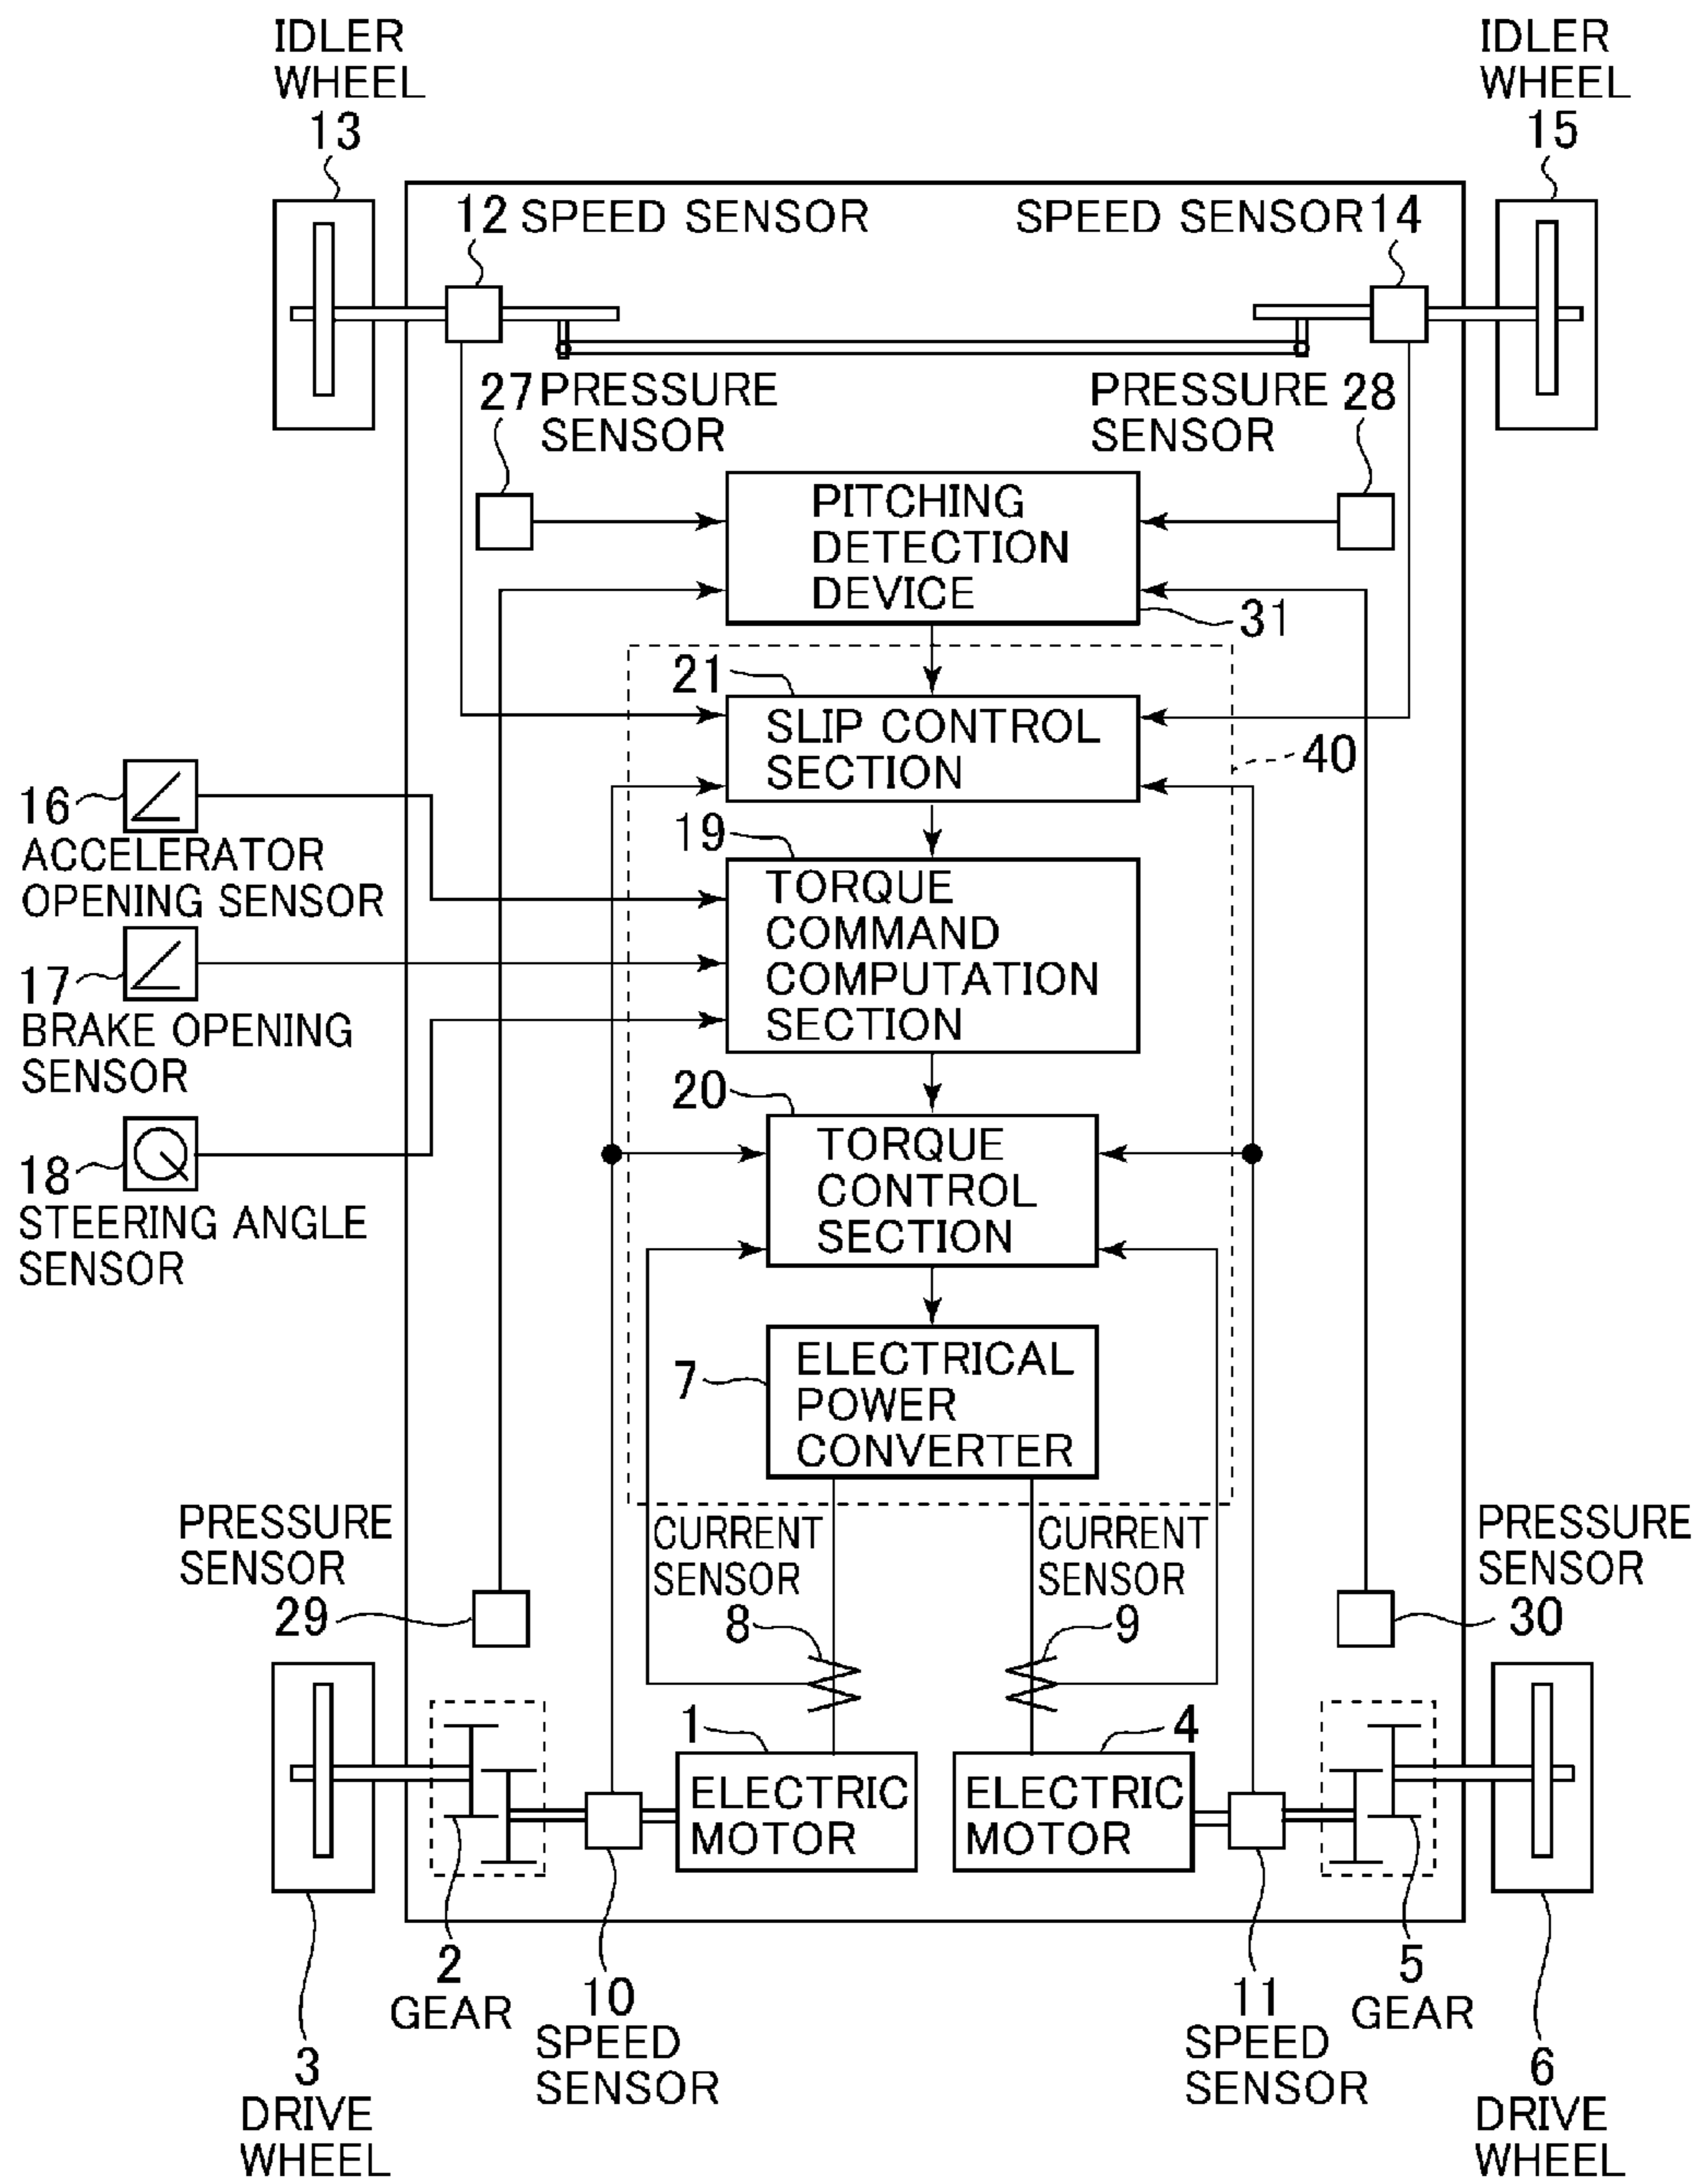 IDLER
WHEEL
13
IDLER
WHEEL
15
12 SPEED SENSOR
SPEED SENSOR 14
27 PRESSURE
SENSOR
PRESSURE 28
SENSOR
PITCHING
DETECTION
DEVICE
31
21
SLIP CONTROL
SECTION
40
16
ACCELERATOR
OPENING SENSOR
19
TORQUE
COMMAND
COMPUTATION
SECTION
17
BRAKE OPENING
SENSOR
20
TORQUE
CONTROL
SECTION
18
STEERING ANGLE
SENSOR
7
ELECTRICAL
POWER
CONVERTER
PRESSURE
SENSOR
29
CURRENT
SENSOR
8
CURRENT
SENSOR
9
PRESSURE
SENSOR
30
1
ELECTRIC
MOTOR
4
ELECTRIC
MOTOR
2
GEAR
10
SPEED
SENSOR
11
SPEED
SENSOR
5
GEAR
3
DRIVE
WHEEL
6
DRIVE
WHEEL